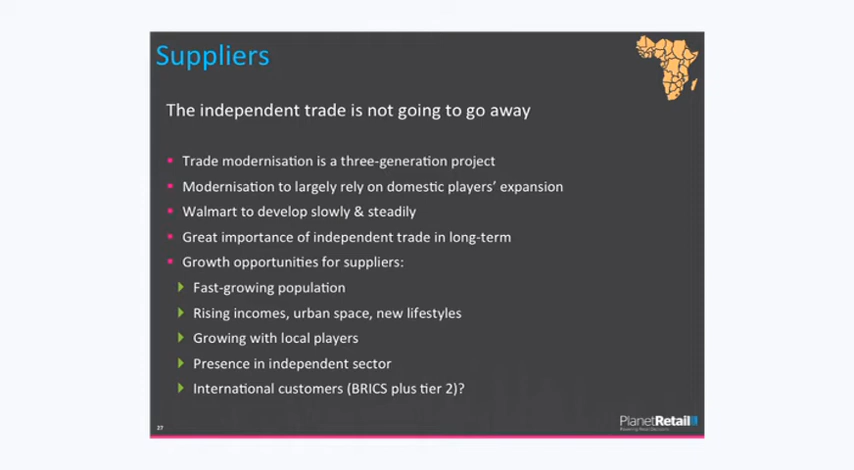 Suppliers
The independent trade is not going to go away
Trade modernisation is a three-generation project
Modernisation to largely rely on domestic players' expansion
Walmart to develop slowly & steadily
Great importance of independent trade in long-term
Growth opportunities for suppliers:
Fast-growing population
Rising incomes, urban space, new lifestyles
Growing with local players
Presence in independent sector
International customers (BRICS plus tier 2)?
37
PlanetRetail